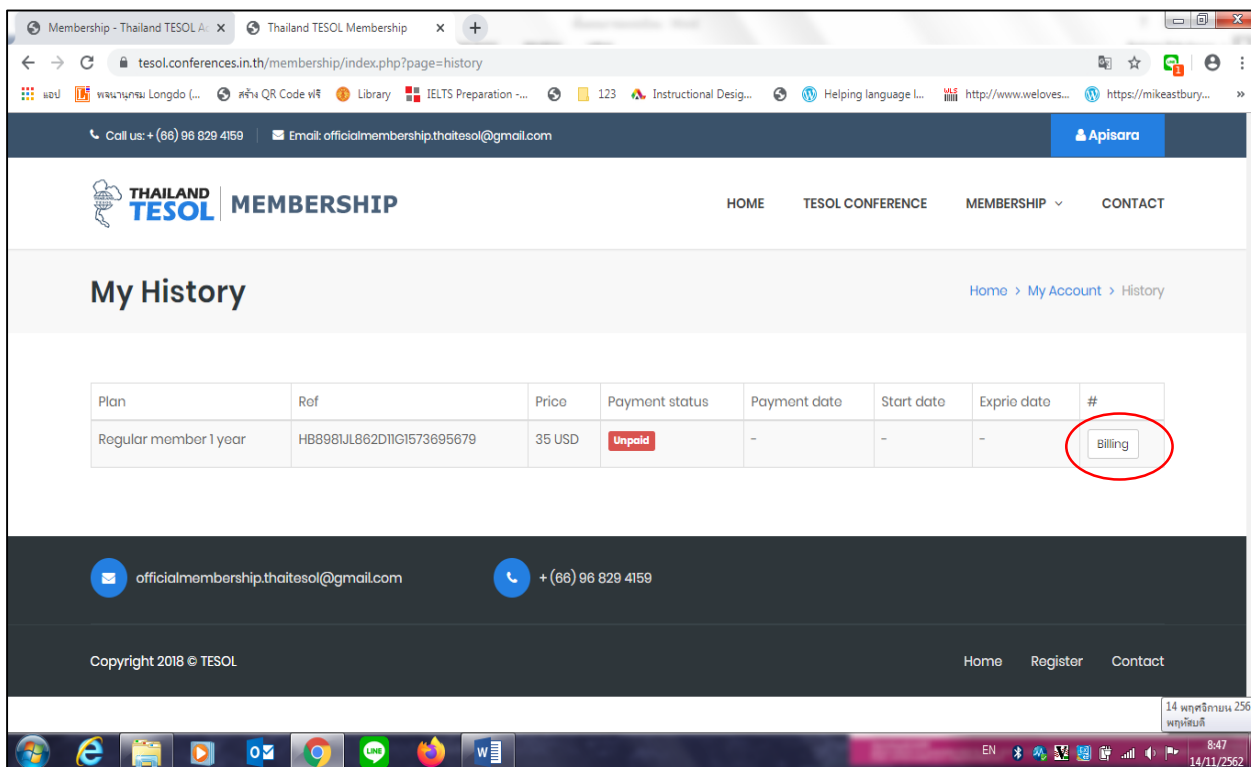 Membership - Thailand TESOL Ac
Thailand TESOL Membership
tesol.conferences.in.th/membership/index.php?page=history
แอป พจนานุกรม Longdo (... สร้าง QR Code ฟรี Library IELTS Preparation -... 123 Instructional Desig... Helping language l... http://www.weloves... https://mikeastbury... »
Call us: + (66) 96 829 4159 Email: officialmembership.thaitesol@gmail.com Apisara
THAILAND
TESOL MEMBERSHIP
HOME TESOL CONFERENCE MEMBERSHIP CONTACT
My History
Home > My Account > History
Plan Ref Price Payment status Payment date Start date Exprie date #
Regular member 1 year HB8981JL862D11G1573695679 35 USD Unpaid - - - Billing
officialmembership.thaitesol@gmail.com + (66) 96 829 4159
Copyright 2018 © TESOL Home Register Contact
14 พฤศจิกายน 256
พฤหัสบดี
EN 8:47
14/11/2562